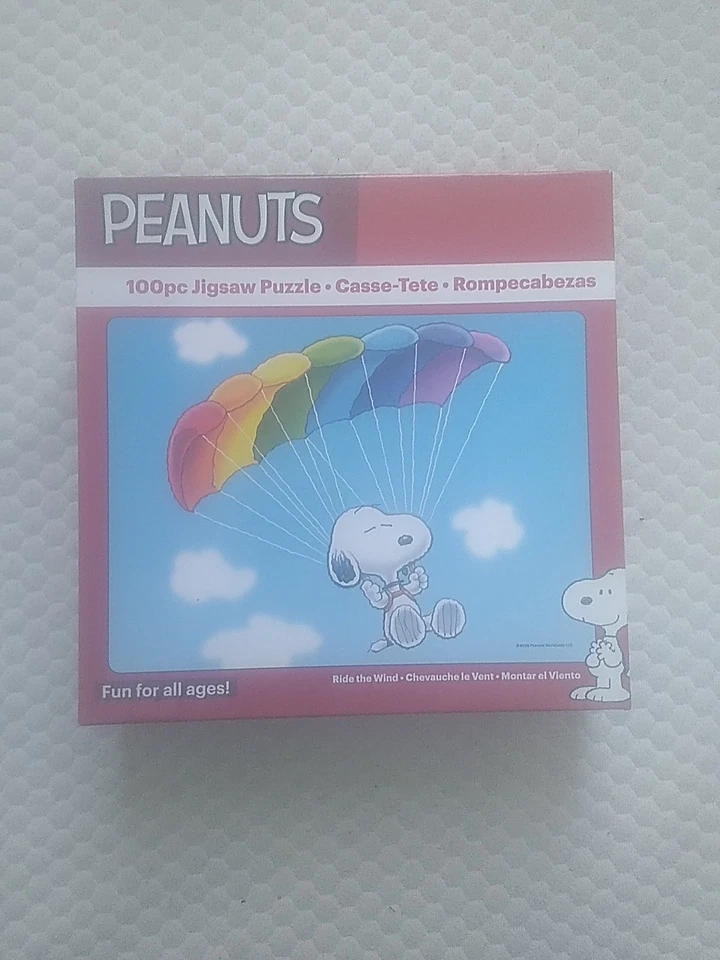 PEANUTS
100pc Jigsaw Puzzle • Casse-Tete • Rompecabezas
Ride the Wind • Chevauche le Vent • Montar el Viento
Fun for all ages!